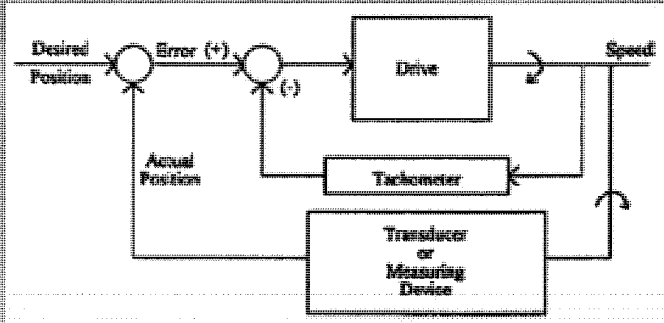 Desired
Position
Error (+)
(-)
Drive
Speed
Actual
Position
Tachometer
Transducer
or
Measuring
Device